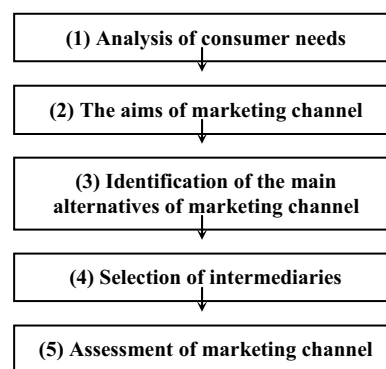 (1) Analysis of consumer needs
(2) The aims of marketing channel
(3) Identification of the main
alternatives of marketing channel
(4) Selection of intermediaries
(5) Assessment of marketing channel